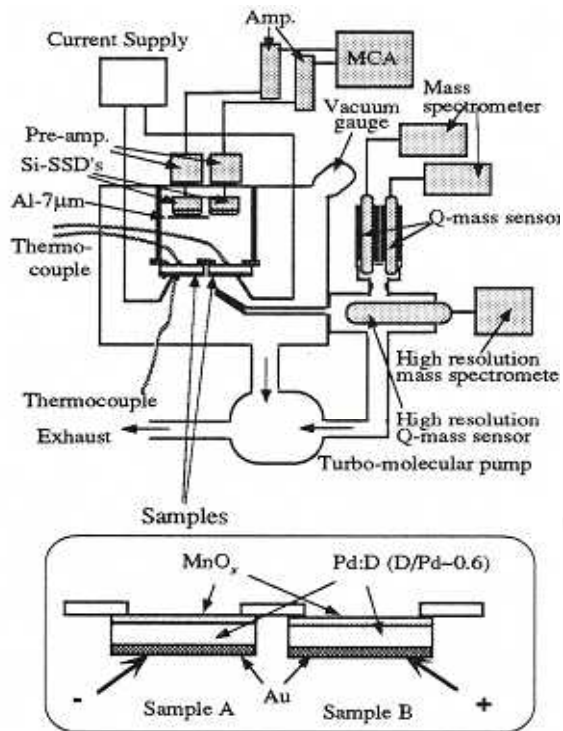 Amp.
Current Supply
MCA
Mass
spectrometer
Vacuum
gauge
Pre-amp.
Si-SSD's
Al-7μm
Q-mass sensor
Thermo-
couple
High resolution
mass spectromete
Thermocouple
High resolution
Q-mass sensor
Exhaust
Turbo-molecular pump
Samples
MnOₓ
Pd:D (D/Pd~0.6)
Au
-
+
Sample A
Sample B